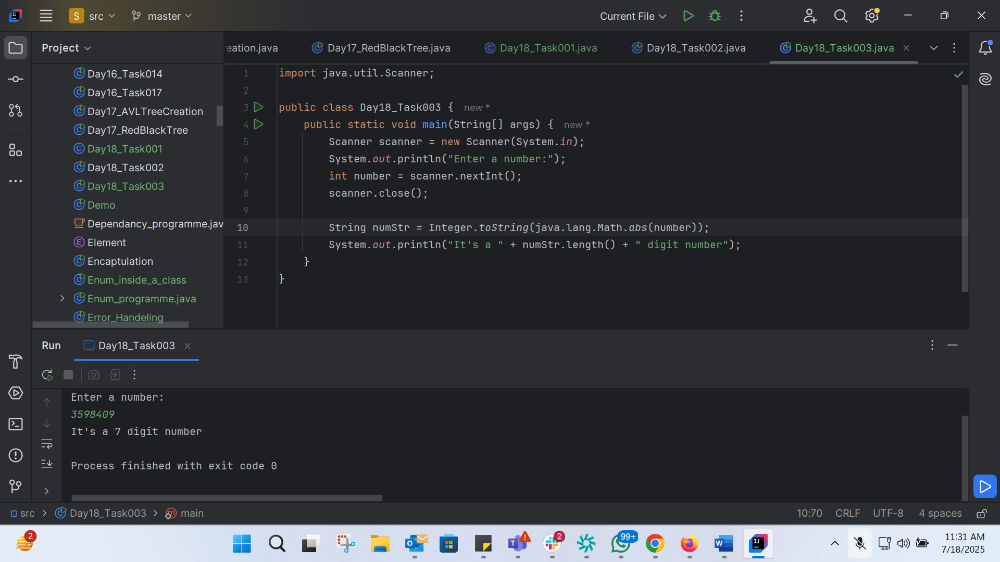 S src master Current File
Project
eation.java Day17_RedBlackTree.java Day18_Task001.java Day18_Task002.java Day18_Task003.java
Day16_Task014
Day16_Task017
Day17_AVLTreeCreation
Day17_RedBlackTree
Day18_Task001
Day18_Task002
Day18_Task003
Demo
Dependancy_programme.jav
Element
Encaptulation
Enum_inside_a_class
Enum_programme.java
Error_Handeling
1 import java.util.Scanner;
2
3 public class Day18_Task003 { new *
4 public static void main(String[] args) { new *
5 Scanner scanner = new Scanner(System.in);
6 System.out.println("Enter a number:");
7 int number = scanner.nextInt();
8 scanner.close();
9
10 String numStr = Integer.toString(java.lang.Math.abs(number));
11 System.out.println("It's a " + numStr.length() + " digit number");
12 }
13 }
Run Day18_Task003
Enter a number:
3598409
It's a 7 digit number
Process finished with exit code 0
src > Day18_Task003 > main 10:70 CRLF UTF-8 4 spaces
2 2 99+ 11:31 AM
7/18/2025